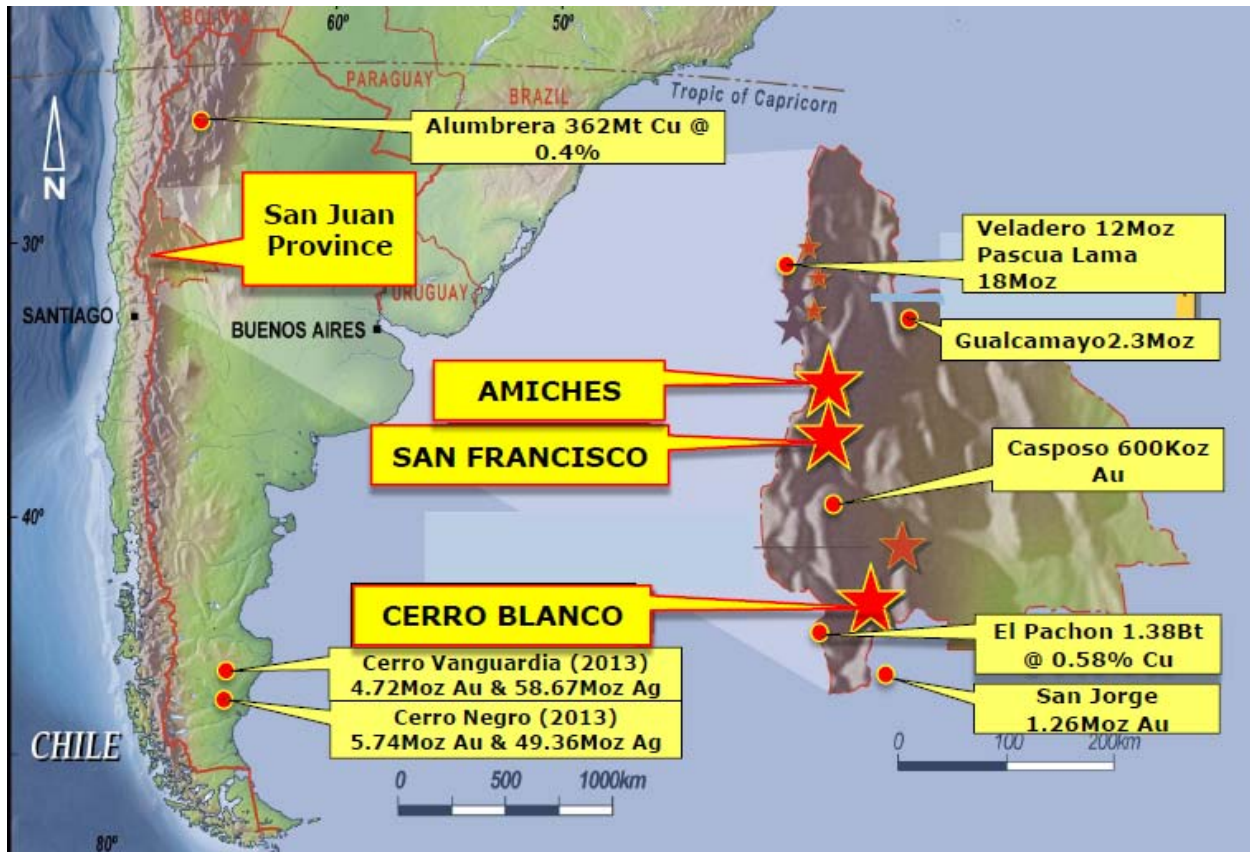 BOLIVIA
60º
50º
PARAGUAY
BRAZIL
Tropic of Capricorn
Alumbrera 362Mt Cu @
0.4%
N
San Juan
Province
30º
Veladero 12Moz
Pascua Lama
18Moz
URUGUAY
SANTIAGO
BUENOS AIRES
Gualcamayo2.3Moz
AMICHES
SAN FRANCISCO
Casposo 600Koz
Au
40º
CERRO BLANCO
El Pachon 1.38Bt
@ 0.58% Cu
Cerro Vanguardia (2013)
4.72Moz Au & 58.67Moz Ag
San Jorge
1.26Moz Au
Cerro Negro (2013)
5.74Moz Au & 49.36Moz Ag
CHILE
0 100 200km
0 500 1000km
80º